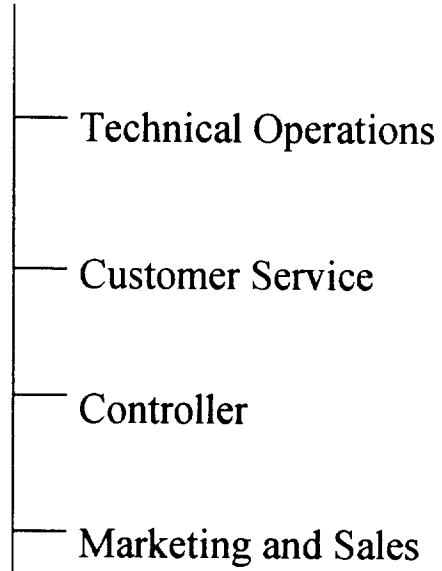 Technical Operations
Customer Service
Controller
Marketing and Sales